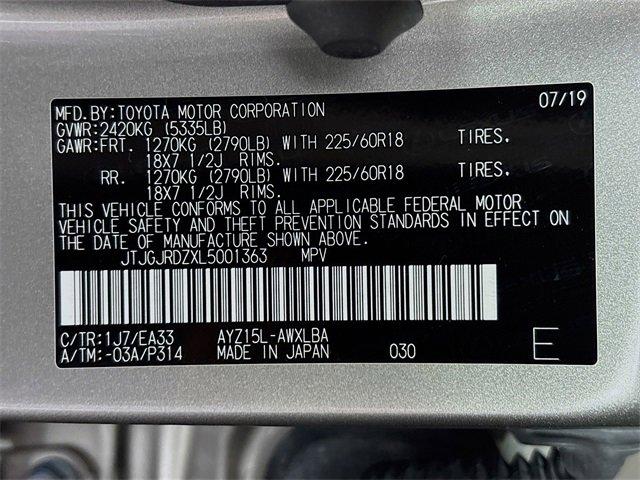 MFD.BY:TOYOTA MOTOR CORPORATION 07/19
GVWR:2420KG (5335LB)
GAWR:FRT. 1270KG (2790LB) WITH 225/60R18 TIRES.
18X7 1/2J RIMS.
RR. 1270KG (2790LB) WITH 225/60R18 TIRES.
18X7 1/2J RIMS.
THIS VEHICLE CONFORMS TO ALL APPLICABLE FEDERAL MOTOR
VEHICLE SAFETY AND THEFT PREVENTION STANDARDS IN EFFECT ON
THE DATE OF MANUFACTURE SHOWN ABOVE.
JTJGJRDZXL5001363 MPV
C/TR:1J7/EA33 AYZ15L-AWXLBA
A/TM:-03A/P314 MADE IN JAPAN 030 E